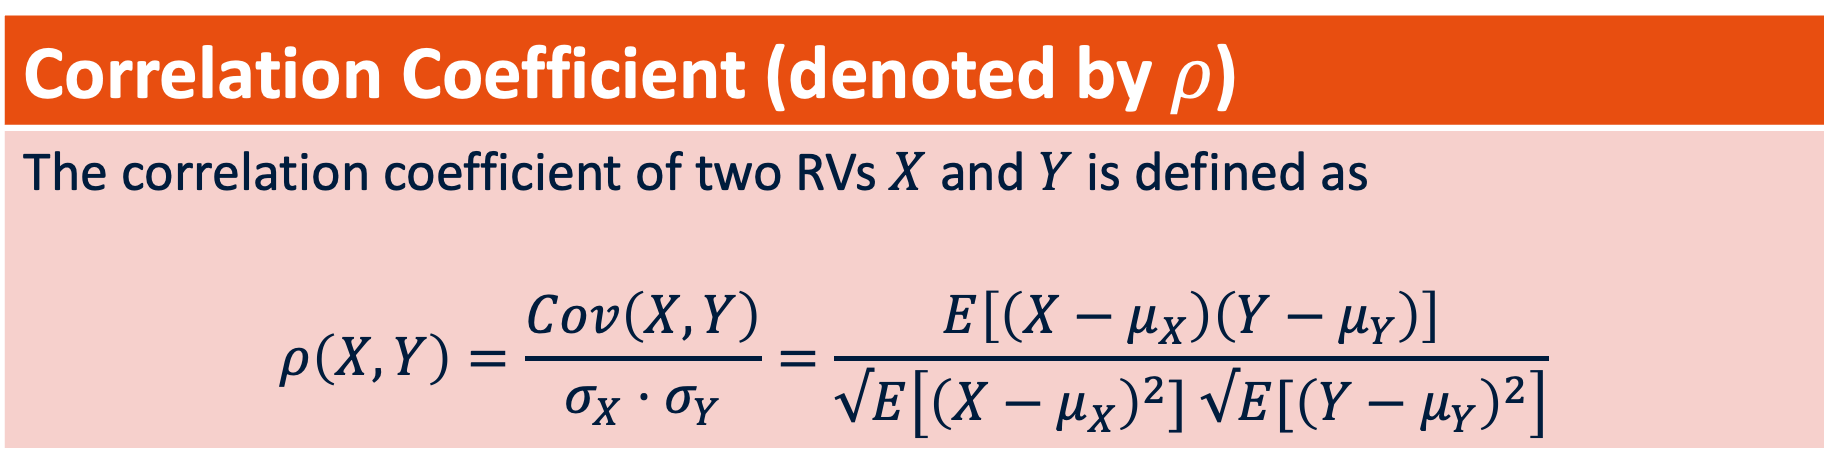 Correlation Coefficient (denoted by ρ)
The correlation coefficient of two RVs X and Y is defined as
ρ(X, Y) = Cov(X, Y) / σ_X · σ_Y = E[(X − μ_X)(Y − μ_Y)] / √E[(X − μ_X)²] √E[(Y − μ_Y)²]